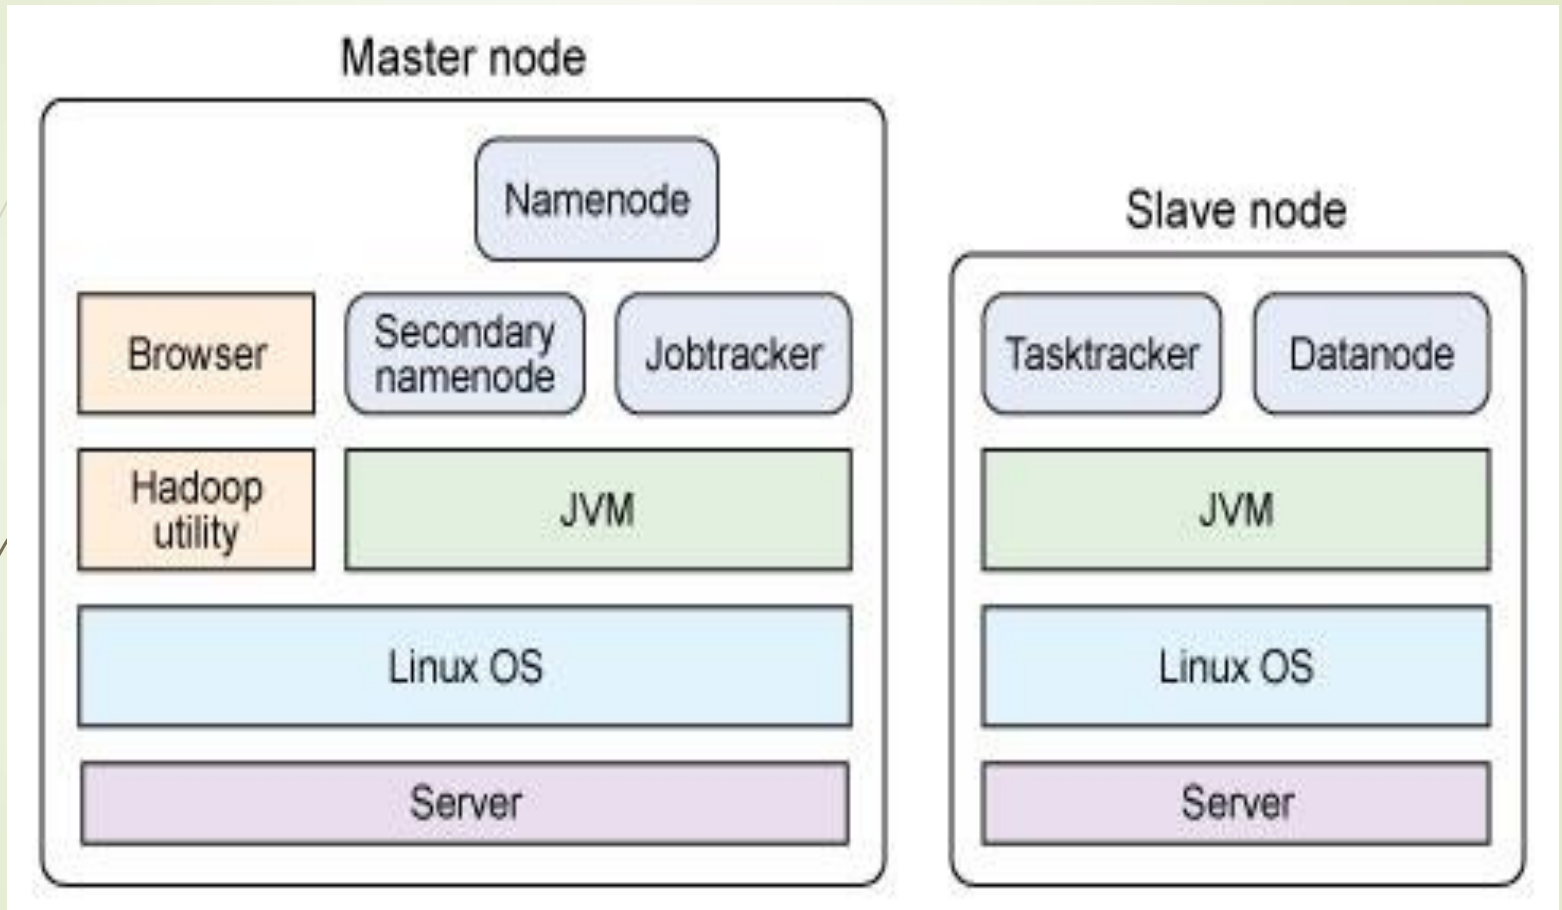 Master node
Namenode
Browser
Secondary
namenode
Jobtracker
Hadoop
utility
JVM
Linux OS
Server
Slave node
Tasktracker
Datanode
JVM
Linux OS
Server